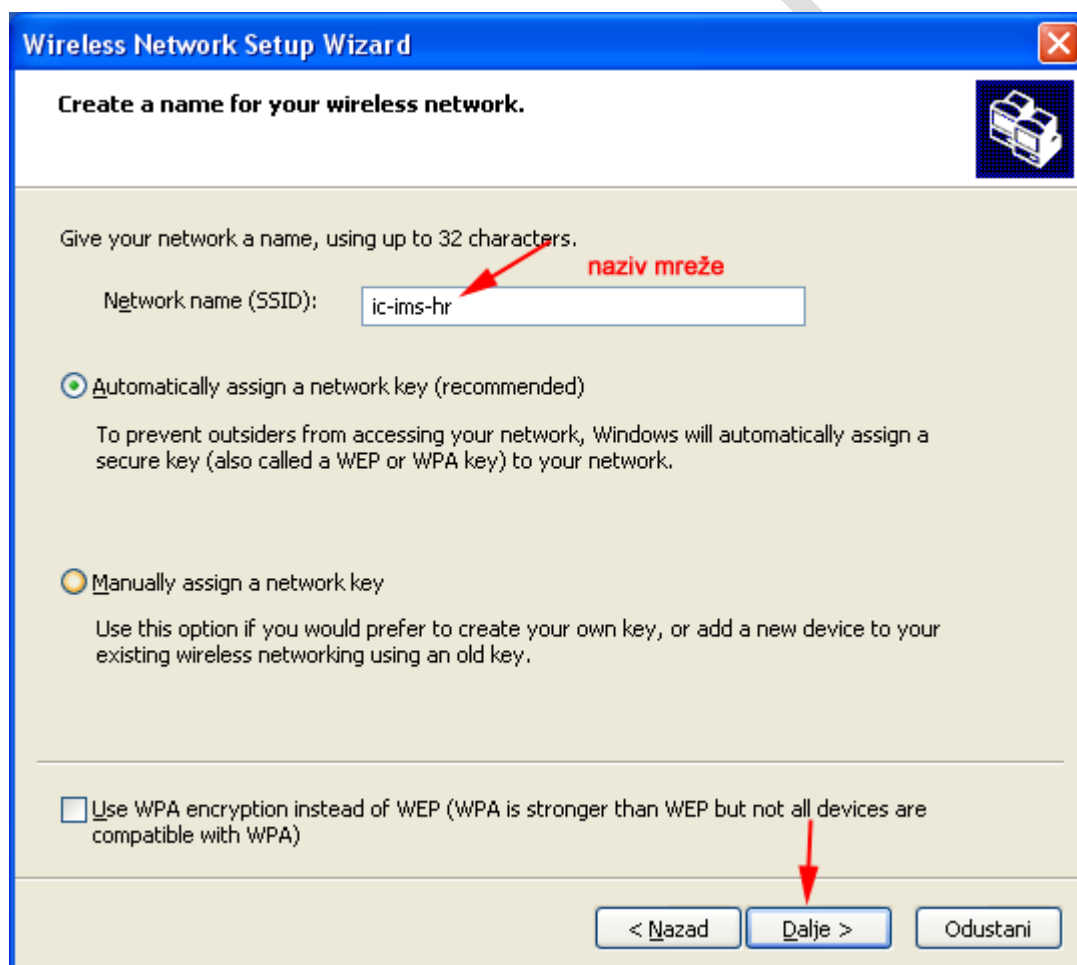 Wireless Network Setup Wizard
Create a name for your wireless network.
Give your network a name, using up to 32 characters.
naziv mreže
Network name (SSID):
ic-ims-hr
Automatically assign a network key (recommended)
To prevent outsiders from accessing your network, Windows will automatically assign a
secure key (also called a WEP or WPA key) to your network.
Manually assign a network key
Use this option if you would prefer to create your own key, or add a new device to your
existing wireless networking using an old key.
Use WPA encryption instead of WEP (WPA is stronger than WEP but not all devices are
compatible with WPA)
< Nazad
Dalje >
Odustani